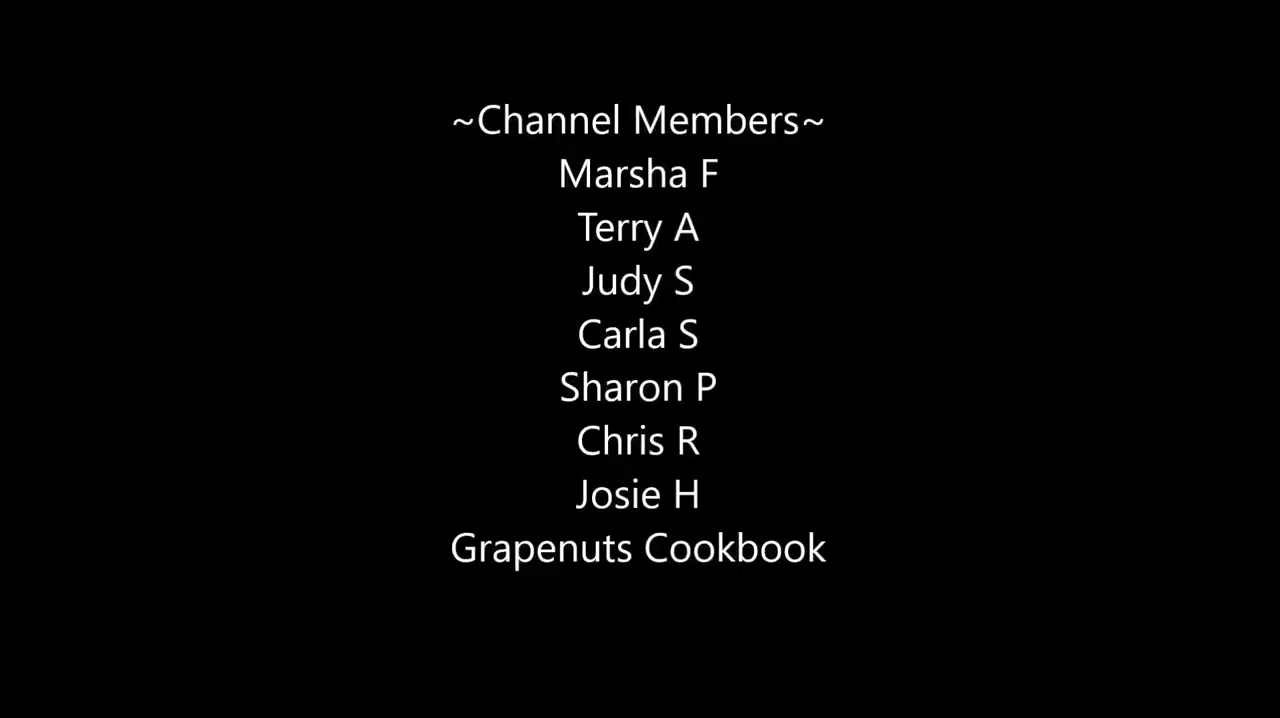 ~Channel Members~
Marsha F
Terry A
Judy S
Carla S
Sharon P
Chris R
Josie H
Grapenuts Cookbook